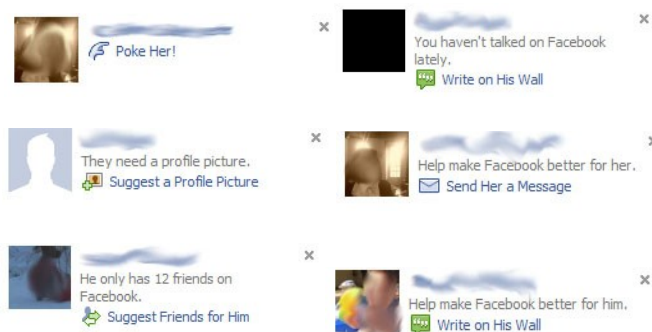 Poke Her!
You haven't talked on Facebook
lately.
Write on His Wall
They need a profile picture.
Suggest a Profile Picture
Help make Facebook better for her.
Send Her a Message
He only has 12 friends on
Facebook.
Suggest Friends for Him
Help make Facebook better for him.
Write on His Wall